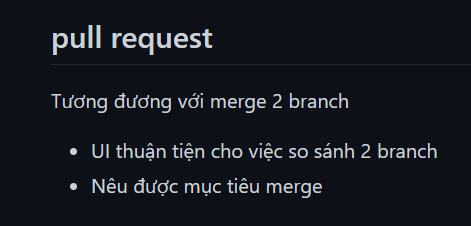 pull request
Tương đương với merge 2 branch
UI thuận tiện cho việc so sánh 2 branch
Nêu được mục tiêu merge